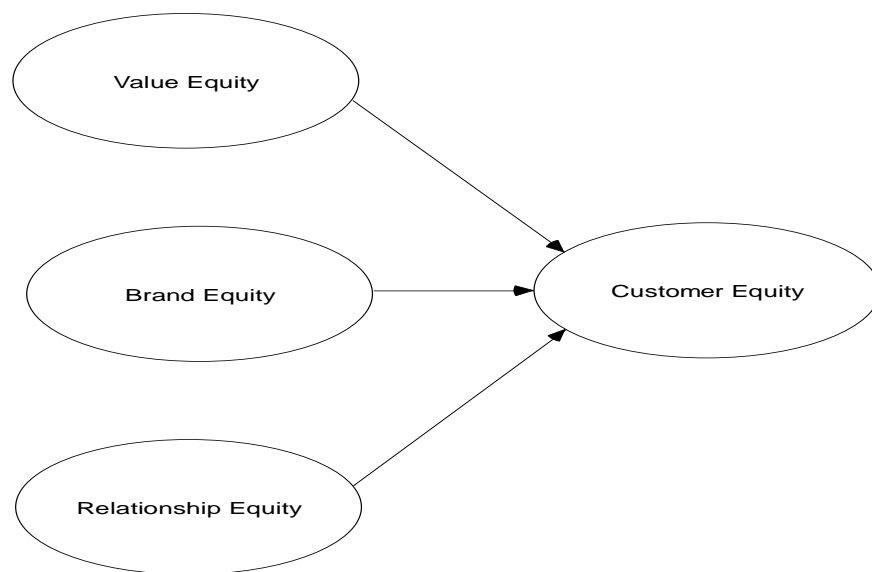 Value Equity
Brand Equity
Customer Equity
Relationship Equity